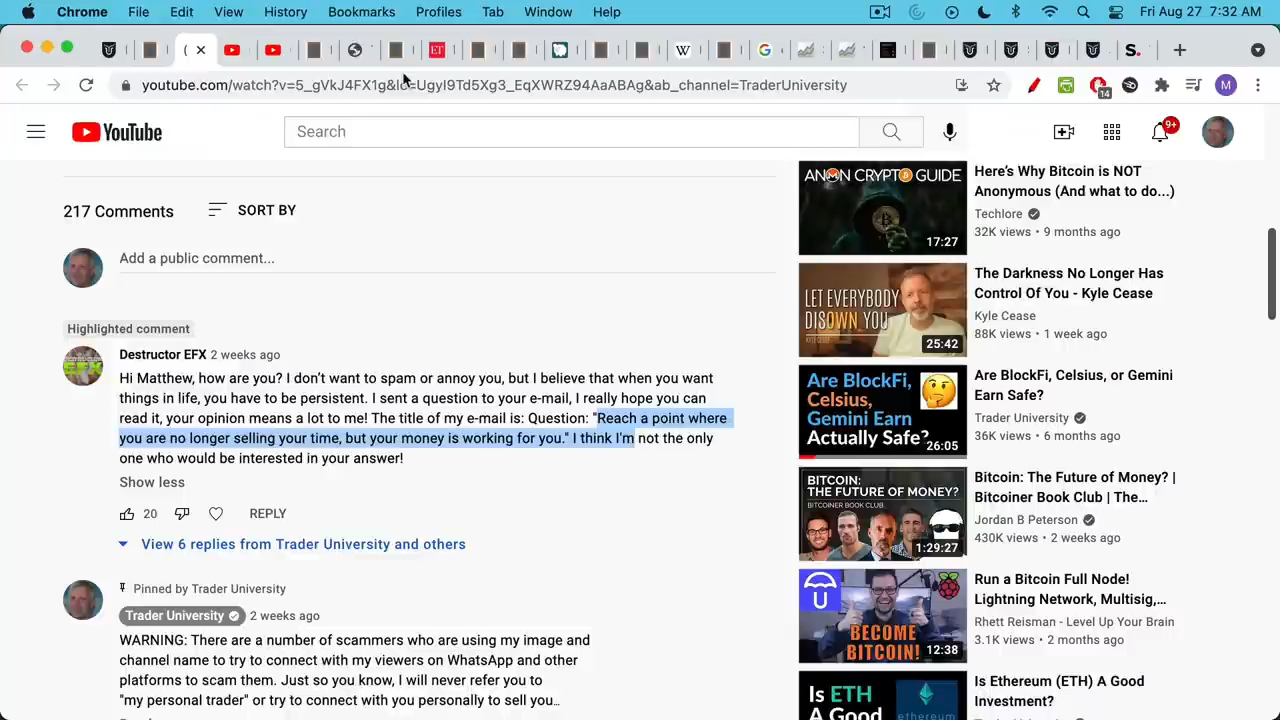 Chrome File Edit View History Bookmarks Profiles Tab Window Help Fri Aug 27 7:32 AM
youtube.com/watch?v=5_gVkJ4FX1g&lc=UgyI9Td5Xg3_EqXWRZ94AaABAg&ab_channel=TraderUniversity
14
M
YouTube
Search
9+
217 Comments
SORT BY
Add a public comment...
Highlighted comment
Destructor EFX 2 weeks ago
Hi Matthew, how are you? I don't want to spam or annoy you, but I believe that when you want
things in life, you have to be persistent. I sent a question to your e-mail, I really hope you can
read it, your opinion means a lot to me! The title of my e-mail is: Question: "Reach a point where
you are no longer selling your time, but your money is working for you." I think I'm not the only
one who would be interested in your answer!
Show less
20 REPLY
View 6 replies from Trader University and others
Pinned by Trader University
Trader University 2 weeks ago
WARNING: There are a number of scammers who are using my image and
channel name to try to connect with my viewers on WhatsApp and other
platforms to scam them. Just so you know, I will never refer you to
"my personal trader" or try to connect with you personally to sell you…
ANON CRYPTO GUIDE
17:27
Here's Why Bitcoin is NOT
Anonymous (And what to do...)
Techlore
32K views • 9 months ago
LET EVERYBODY
DISOWN YOU
25:42
The Darkness No Longer Has
Control Of You - Kyle Cease
Kyle Cease
88K views • 1 week ago
Are BlockFi,
Celsius,
Gemini Earn
Actually Safe?
26:05
Are BlockFi, Celsius, or Gemini
Earn Safe?
Trader University
36K views • 6 months ago
BITCOIN:
THE FUTURE OF MONEY?
BITCOINER BOOK CLUB
1:29:27
Bitcoin: The Future of Money? |
Bitcoiner Book Club | The…
Jordan B Peterson
430K views • 2 weeks ago
BECOME
BITCOIN!
12:38
Run a Bitcoin Full Node!
Lightning Network, Multisig,…
Rhett Reisman - Level Up Your Brain
3.1K views • 2 months ago
Is ETH
A Good
ethereum
Is Ethereum (ETH) A Good
Investment?